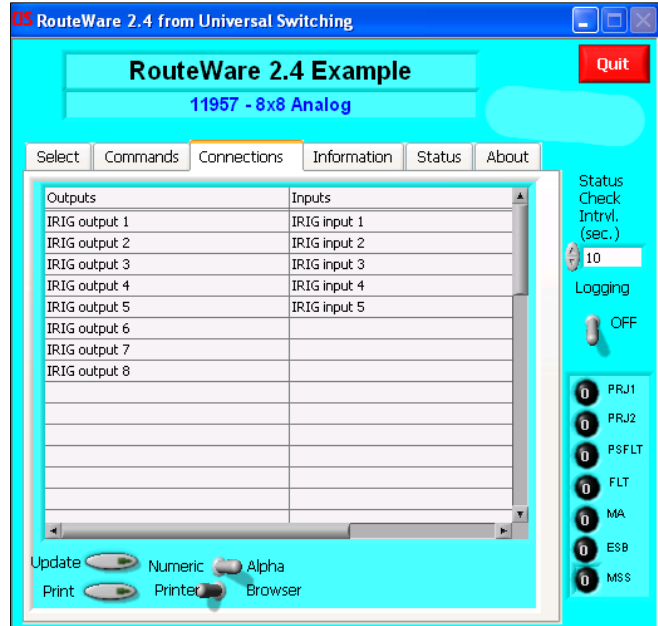 RouteWare 2.4 from Universal Switching
RouteWare 2.4 Example
Quit
11957 - 8x8 Analog
Select Commands Connections Information Status About
Outputs Inputs
IRIG output 1 IRIG input 1
IRIG output 2 IRIG input 2
IRIG output 3 IRIG input 3
IRIG output 4 IRIG input 4
IRIG output 5 IRIG input 5
IRIG output 6
IRIG output 7
IRIG output 8
Status
Check
Intrvl.
(sec.)
10
Logging
OFF
0 PRJ1
0 PRJ2
0 PSFLT
0 FLT
0 MA
0 ESB
0 MSS
Update Numeric Alpha
Print Printer Browser